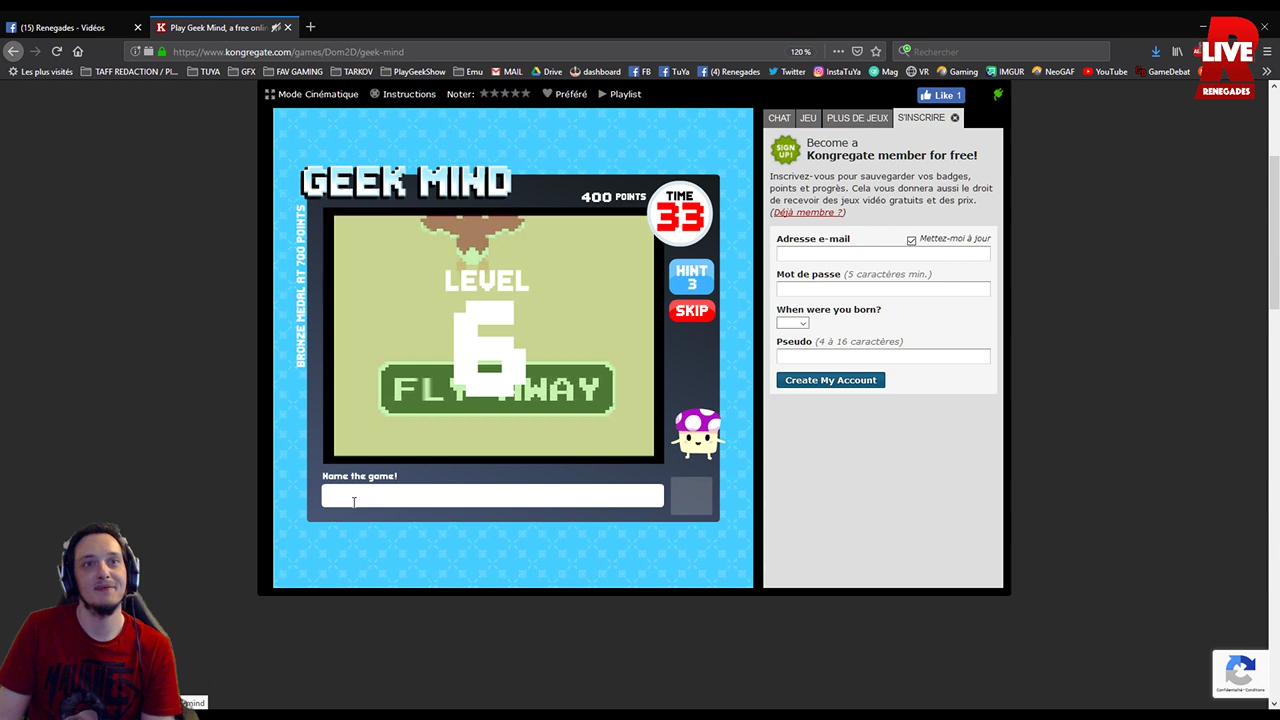 (15) Renegades - Vidéos
Play Geek Mind, a free onli
https://www.kongregate.com/games/Dom2D/geek-mind
120 %
Rechercher
LIVE
RENEGADES
Les plus visités
TAFF REDACTION / Pl...
TUYA
GFX
FAV GAMING
TARKOV
PlayGeekShow
Emu
MAIL
Drive
dashboard
FB
TuYa
(4) Renegades
Twitter
InstaTuYa
Mag
VR
Gaming
IMGUR
NeoGAF
YouTube
GameDebat
Mode Cinématique
Instructions
Noter:
Préféré
Playlist
Like 1
GEEK MIND
400 POINTS
TIME
33
BRONZE MEDAL AT 700 POINTS
LEVEL
6
FLY AWAY
HINT
3
SKIP
Name the game!
CHAT
JEU
PLUS DE JEUX
S'INSCRIRE
SIGN UP!
Become a
Kongregate member for free!
Inscrivez-vous pour sauvegarder vos badges,
points et progrès. Cela vous donnera aussi le droit
de recevoir des jeux vidéo gratuits et des prix.
(Déjà membre ?)
Adresse e-mail
Mettez-moi à jour
Mot de passe (5 caractères min.)
When were you born?
Pseudo (4 à 16 caractères)
Create My Account
mind